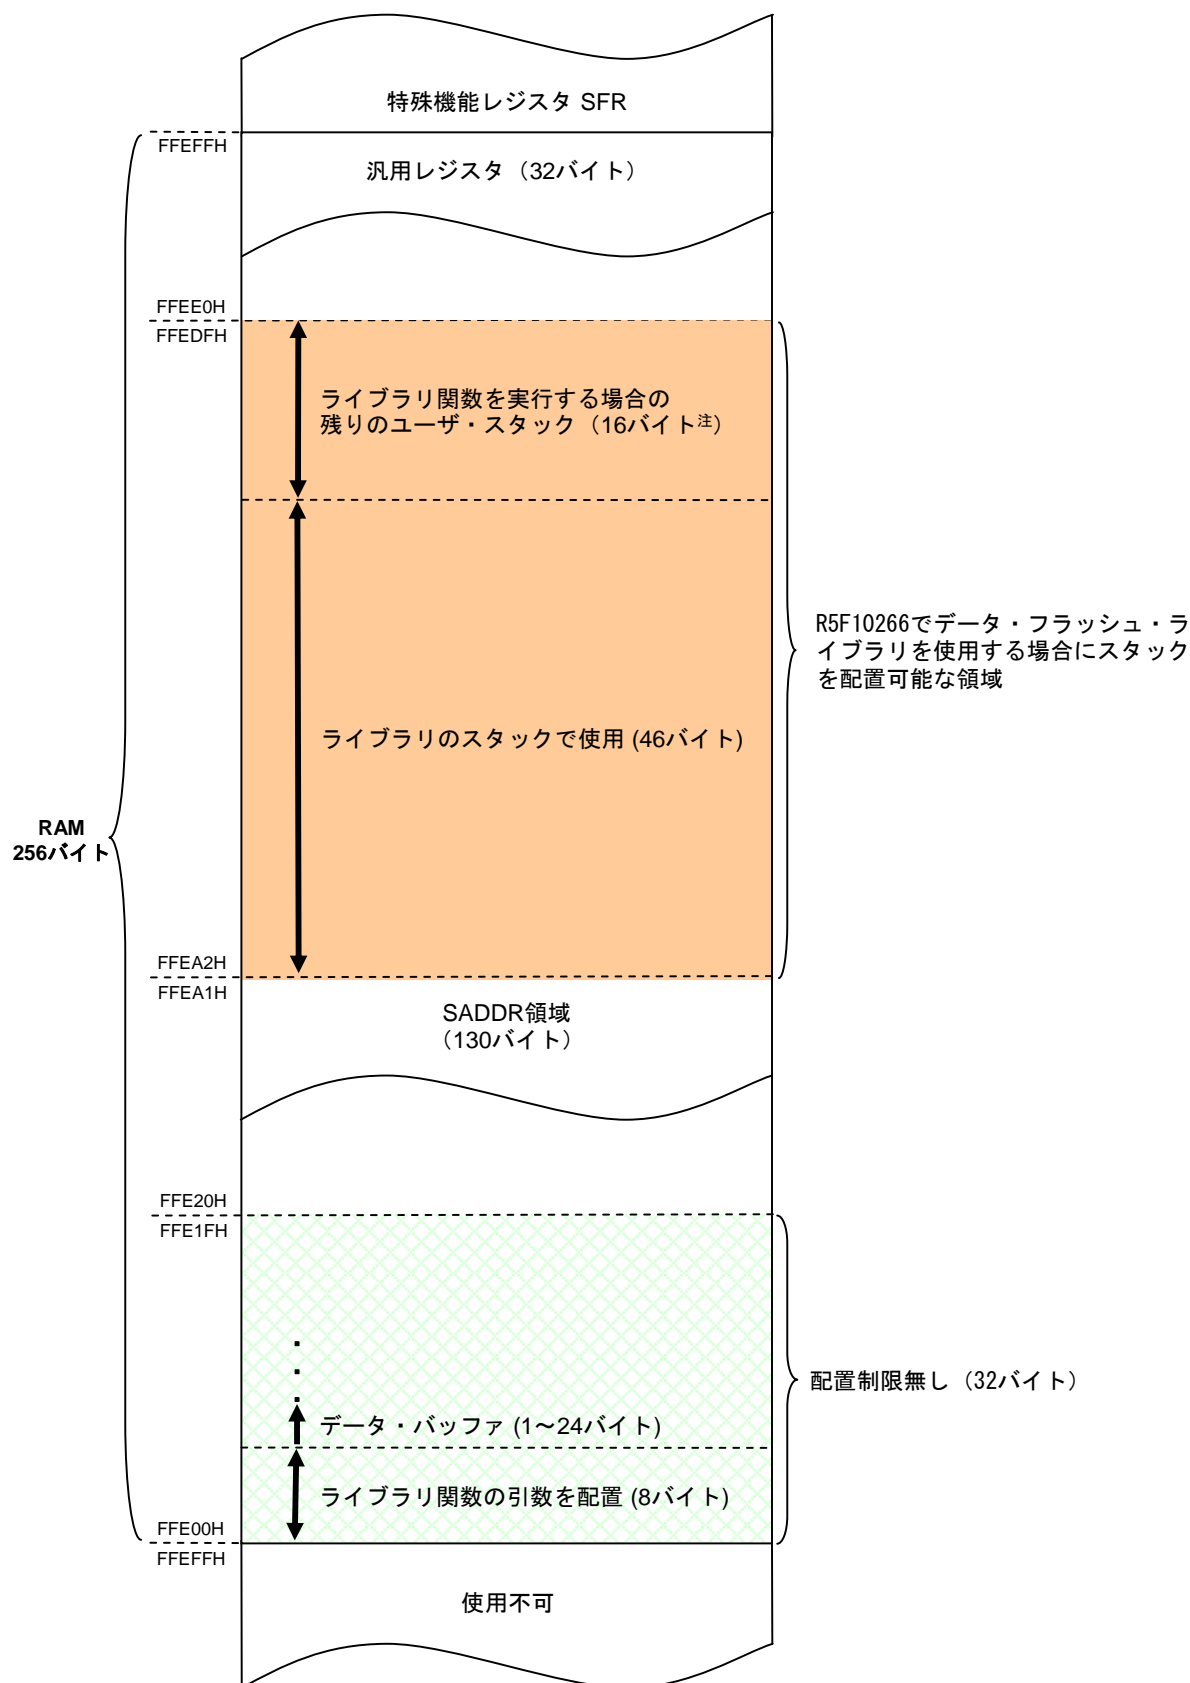 特殊機能レジスタ SFR
FFEFFH
汎用レジスタ（32バイト）
FFEE0H
FFEDFH
ライブラリ関数を実行する場合の
残りのユーザ・スタック（16バイト注）
R5F10266でデータ・フラッシュ・ラ
イブラリを使用する場合にスタック
を配置可能な領域
ライブラリのスタックで使用 (46バイト)
RAM
256バイト
FFEA2H
FFEA1H
SADDR領域
（130バイト）
FFE20H
FFE1FH
配置制限無し（32バイト）
データ・バッファ (1～24バイト)
ライブラリ関数の引数を配置 (8バイト)
FFE00H
FFEFFH
使用不可